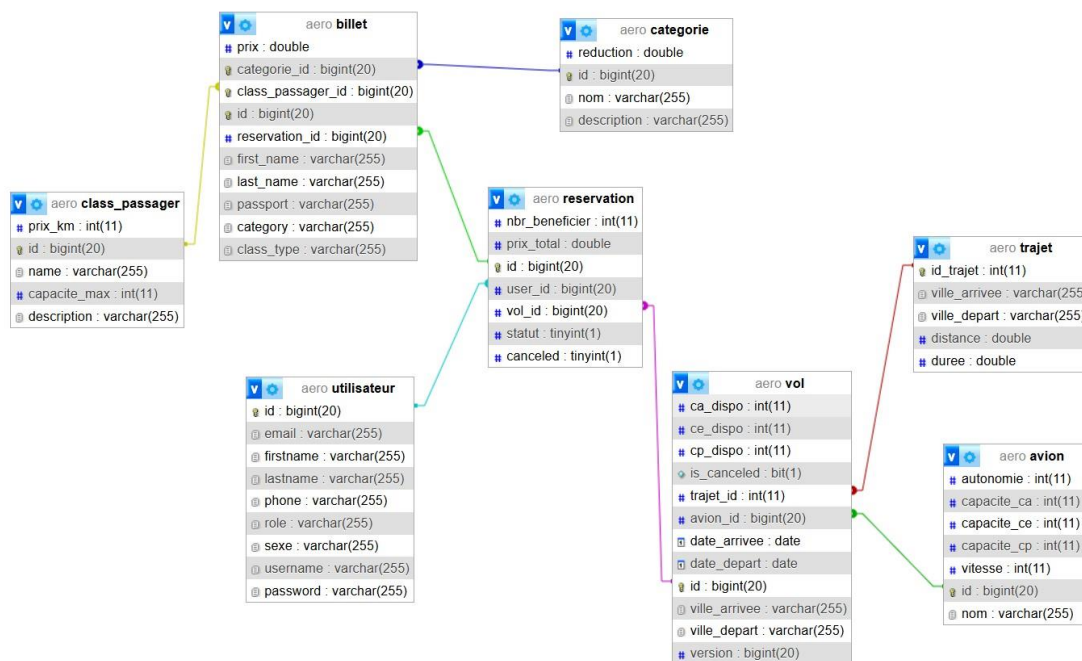 aero billet
prix : double
categorie_id : bigint(20)
class_passager_id : bigint(20)
id : bigint(20)
reservation_id : bigint(20)
first_name : varchar(255)
last_name : varchar(255)
passport : varchar(255)
category : varchar(255)
class_type : varchar(255)
aero categorie
reduction : double
id : bigint(20)
nom : varchar(255)
description : varchar(255)
aero class_passager
prix_km : int(11)
id : bigint(20)
name : varchar(255)
capacite_max : int(11)
description : varchar(255)
aero reservation
nbr_beneficier : int(11)
prix_total : double
id : bigint(20)
user_id : bigint(20)
vol_id : bigint(20)
statut : tinyint(1)
canceled : tinyint(1)
aero trajet
id_trajet : int(11)
ville_arrivee : varchar(255
ville_depart : varchar(255)
distance : double
duree : double
aero utilisateur
id : bigint(20)
email : varchar(255)
firstname : varchar(255)
lastname : varchar(255)
phone : varchar(255)
role : varchar(255)
sexe : varchar(255)
username : varchar(255)
password : varchar(255)
aero vol
ca_dispo : int(11)
ce_dispo : int(11)
cp_dispo : int(11)
is_canceled : bit(1)
trajet_id : int(11)
avion_id : bigint(20)
date_arrivee : date
date_depart : date
id : bigint(20)
ville_arrivee : varchar(255)
ville_depart : varchar(255)
version : bigint(20)
aero avion
autonomie : int(11)
capacite_ca : int(11)
capacite_ce : int(11)
capacite_cp : int(11)
vitesse : int(11)
id : bigint(20)
nom : varchar(255)